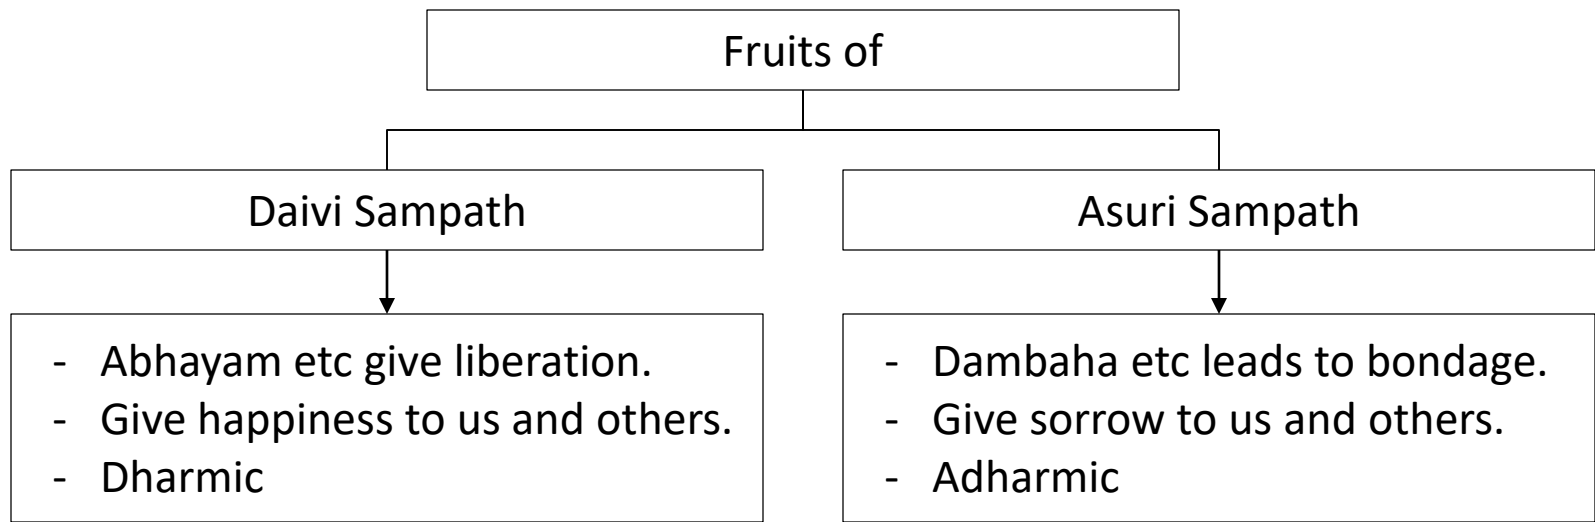 Fruits of
Daivi Sampath
Asuri Sampath
- Abhayam etc give liberation.
- Give happiness to us and others.
- Dharmic
- Dambaha etc leads to bondage.
- Give sorrow to us and others.
- Adharmic